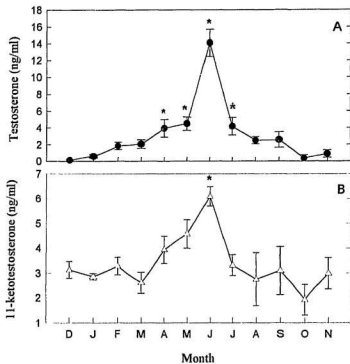 A
Testosterone (ng/ml)
18
16
14
12
10
8
6
4
2
0
* * * *
B
11-ketotestosterone (ng/ml)
7
6
5
4
3
2
1
*
D J F M A M J J A S O N
Month